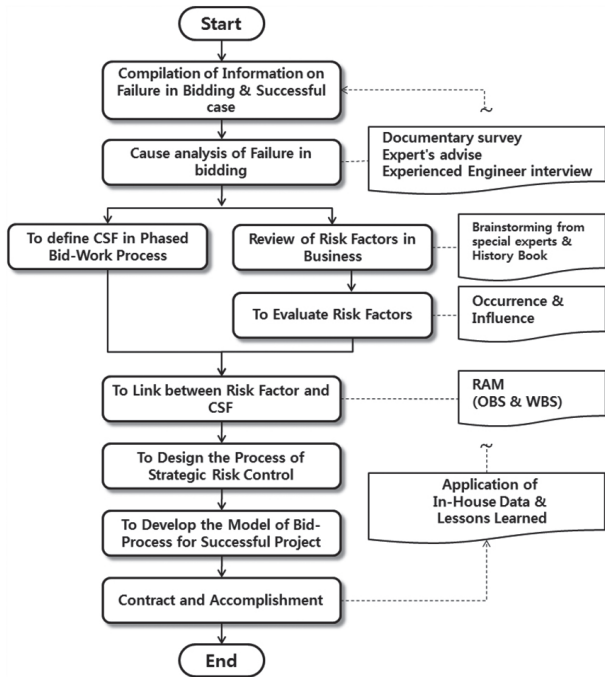 Start
Compilation of Information on
Failure in Bidding & Successful
case
Cause analysis of Failure in
bidding
Documentary survey
Expert's advise
Experienced Engineer interview
To define CSF in Phased
Bid-Work Process
Review of Risk Factors in
Business
Brainstorming from
special experts &
History Book
To Evaluate Risk Factors
Occurrence &
Influence
To Link between Risk Factor and
CSF
RAM
(OBS & WBS)
To Design the Process of
Strategic Risk Control
Application of
In-House Data &
Lessons Learned
To Develop the Model of Bid-
Process for Successful Project
Contract and Accomplishment
End